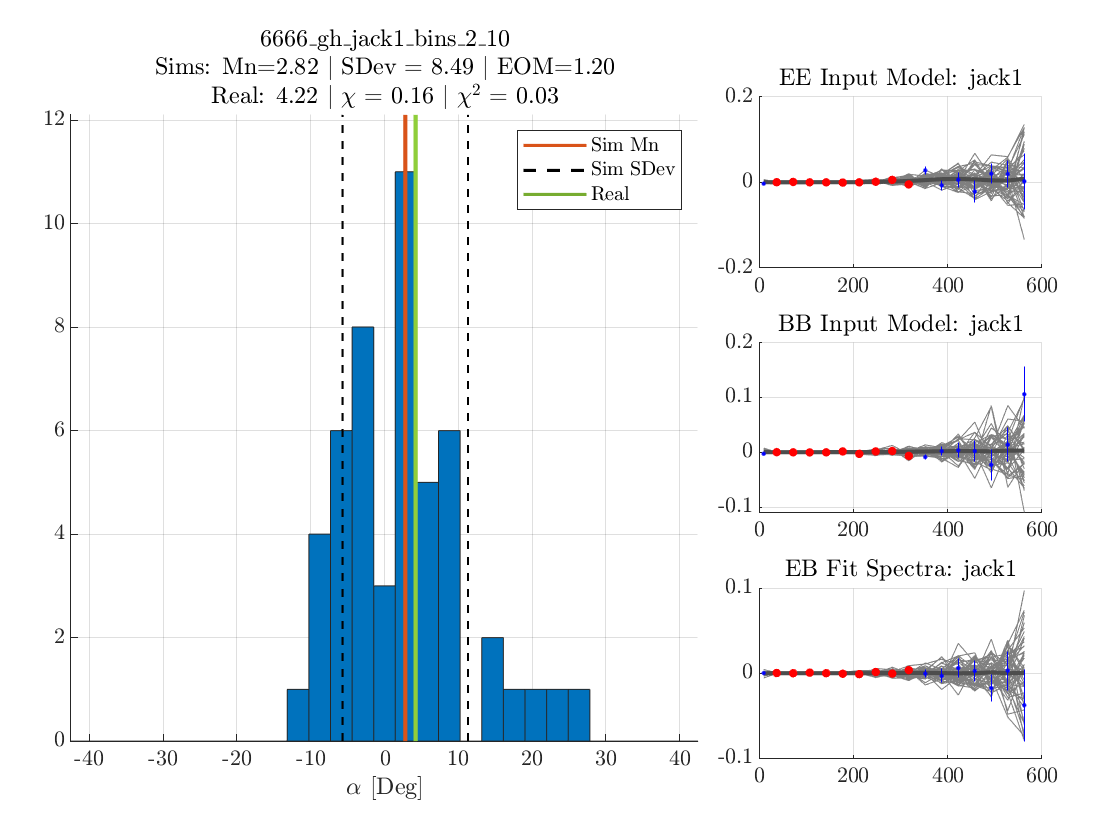 6666_gh_jack1_bins_2_10
Sims: Mn=2.82 | SDev = 8.49 | EOM=1.20
Real: 4.22 | χ = 0.16 | χ² = 0.03
12
10
8
6
4
2
0
-40 -30 -20 -10 0 10 20 30 40
α [Deg]
Sim Mn
Sim SDev
Real
EE Input Model: jack1
0.2
0
-0.2
0 200 400 600
BB Input Model: jack1
0.2
0.1
0
-0.1
0 200 400 600
EB Fit Spectra: jack1
0.1
0
-0.1
0 200 400 600